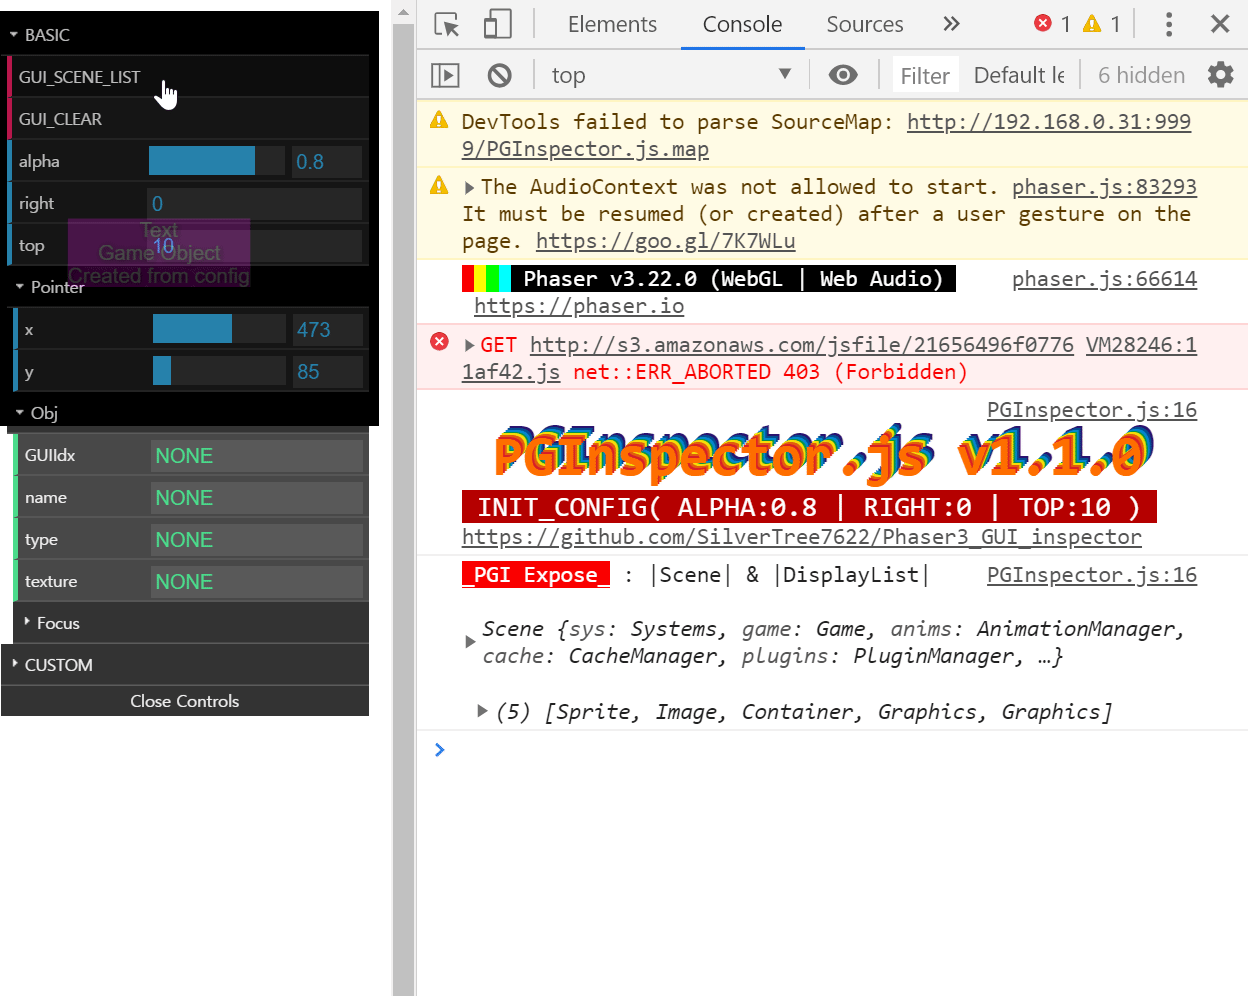 BASIC
GUI_SCENE_LIST
GUI_CLEAR
alpha 0.8
right 0
top 10
Text
Game Object
Created from config
Pointer
x 473
y 85
Obj
GUIIdx NONE
name NONE
type NONE
texture NONE
Focus
CUSTOM
Close Controls
Elements Console Sources 1 1
top Filter Default le 6 hidden
DevTools failed to parse SourceMap: http://192.168.0.31:999
9/PGInspector.js.map
The AudioContext was not allowed to start. phaser.js:83293
It must be resumed (or created) after a user gesture on the
page. https://goo.gl/7K7WLu
Phaser v3.22.0 (WebGL | Web Audio) phaser.js:66614
https://phaser.io
GET http://s3.amazonaws.com/jsfile/21656496f0776 VM28246:1
1af42.js net::ERR_ABORTED 403 (Forbidden)
PGInspector.js:16
PGInspector.js v1.1.0
INIT_CONFIG( ALPHA:0.8 | RIGHT:0 | TOP:10 )
https://github.com/SilverTree7622/Phaser3_GUI_inspector
_PGI Expose_ : |Scene| & |DisplayList| PGInspector.js:16
Scene {sys: Systems, game: Game, anims: AnimationManager,
cache: CacheManager, plugins: PluginManager, …}
(5) [Sprite, Image, Container, Graphics, Graphics]